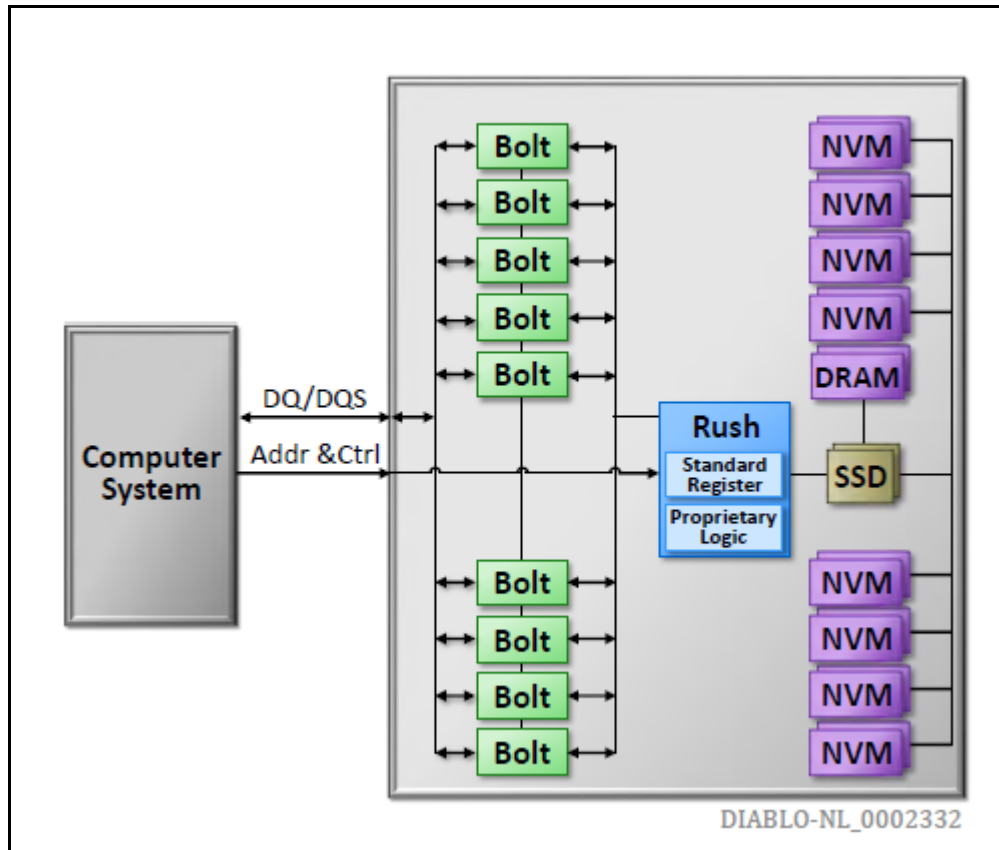 Computer
System
DQ/DQS
Addr &Ctrl
Bolt
Bolt
Bolt
Bolt
Bolt
Bolt
Bolt
Bolt
Bolt
Rush
Standard
Register
Proprietary
Logic
NVM
NVM
NVM
NVM
DRAM
SSD
NVM
NVM
NVM
NVM
DIABLO-NL_0002332